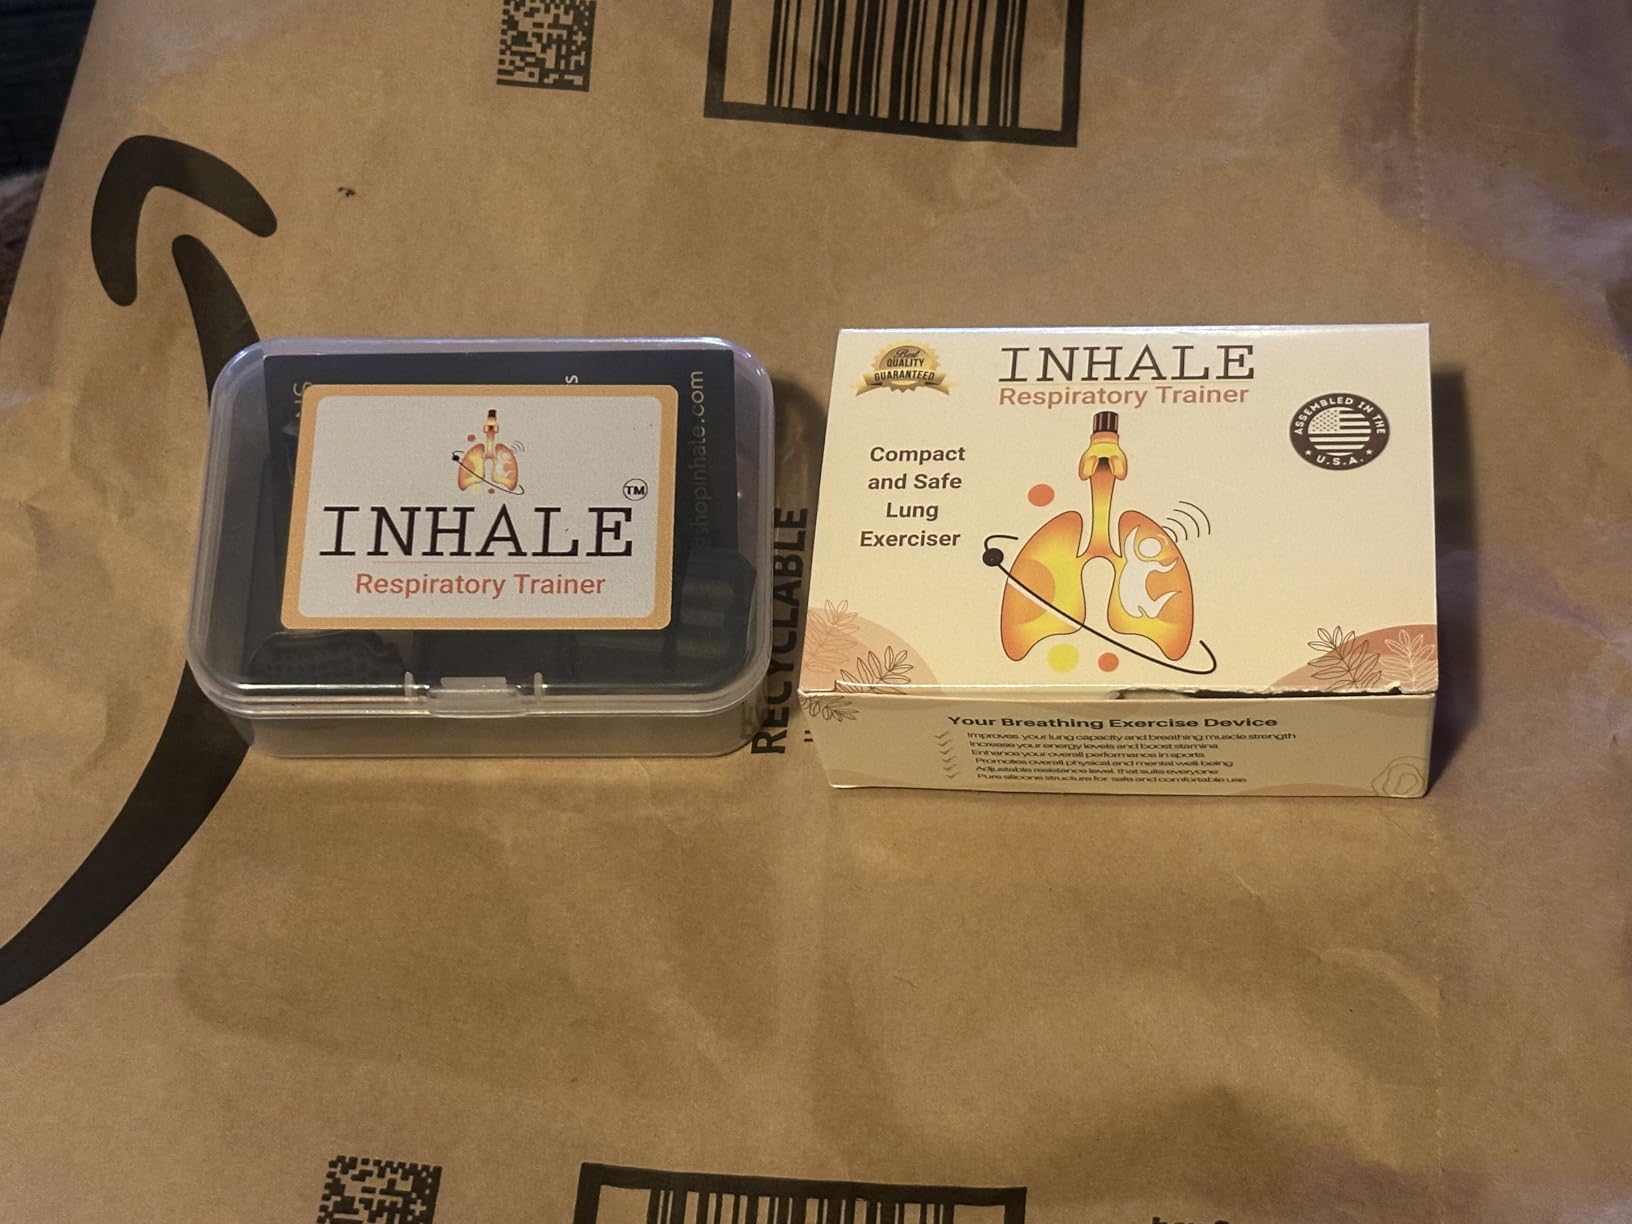 INHALE
Respiratory Trainer
TM
shopinhale.com
RECYCLABLE
Best
QUALITY
GUARANTEED
INHALE
Respiratory Trainer
ASSEMBLED IN THE
U.S.A.
Compact
and Safe
Lung
Exerciser
Your Breathing Exercise Device
Improves your lung capacity and breathing muscle strength
Increase your energy levels and boost stamina
Enhance your overall performance in sports
Promotes overall physical and mental well-being
Adjustable resistance level that suits everyone
Pure silicone structure for safe and comfortable use